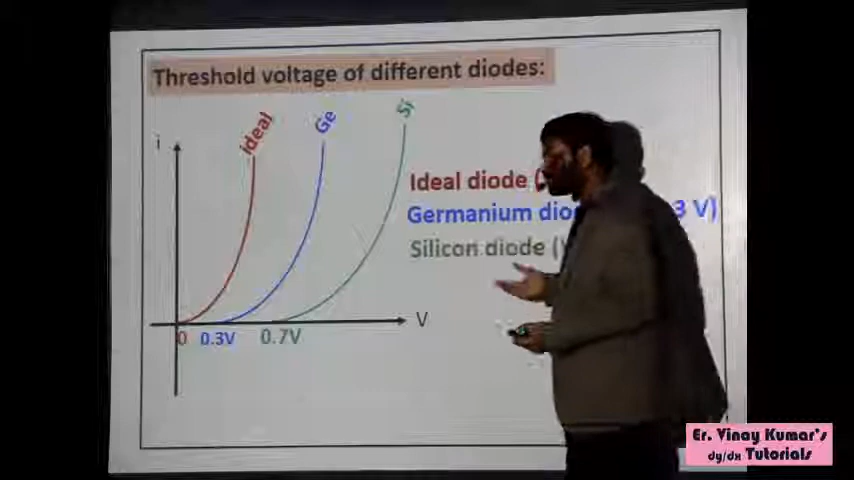 Threshold voltage of different diodes:
i
ideal
Ge
Si
Ideal diode (
Germanium dio 3 V)
Silicon diode (
V
0 0.3V 0.7V
Er. Vinay Kumar's
dy/dx Tutorials